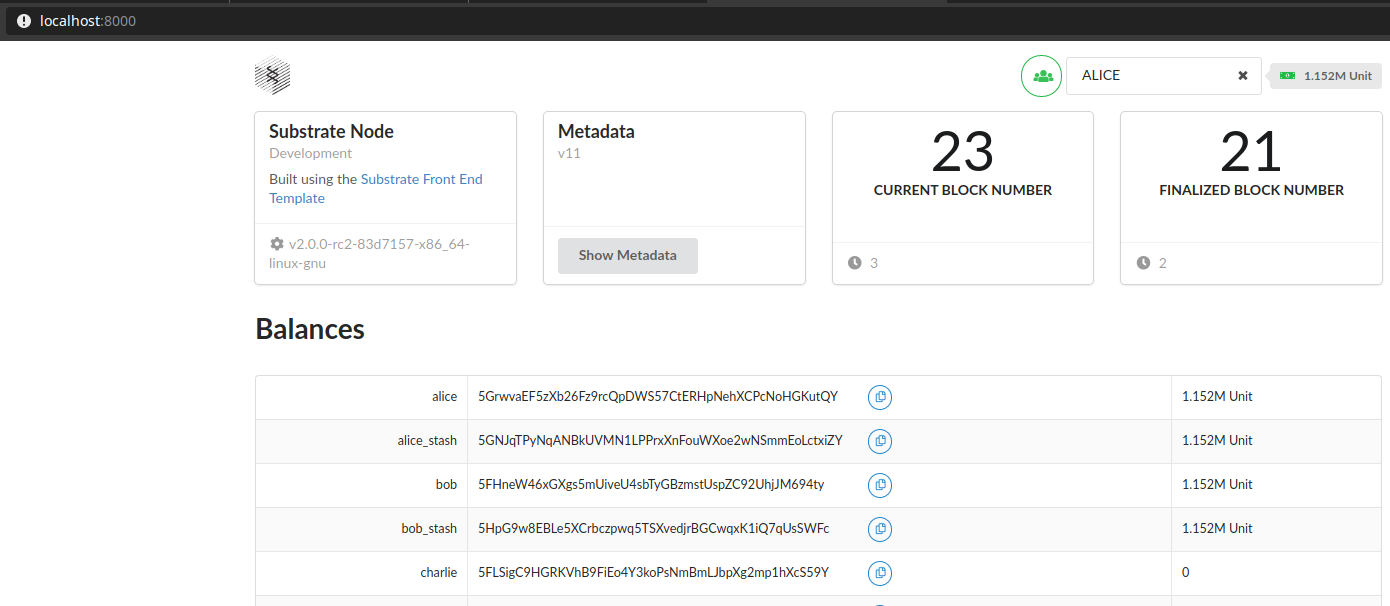 localhost:8000
ALICE
1.152M Unit
Substrate Node
Development
Built using the Substrate Front End
Template
v2.0.0-rc2-83d7157-x86_64-
linux-gnu
Metadata
v11
Show Metadata
23
CURRENT BLOCK NUMBER
3
21
FINALIZED BLOCK NUMBER
2
Balances
alice 5GrwvaEF5zXb26Fz9rcQpDWS57CtERHpNehXCPcNoHGKutQY 1.152M Unit
alice_stash 5GNJqTPyNqANBkUVMN1LPPrxXnFouWXoe2wNSmmEoLctxiZY 1.152M Unit
bob 5FHneW46xGXgs5mUiveU4sbTyGBzmstUspZC92UhjJM694ty 1.152M Unit
bob_stash 5HpG9w8EBLe5XCrbczpwq5TSXvedjrBGCwqxK1iQ7qUsSWFc 1.152M Unit
charlie 5FLSigC9HGRKVhB9FiEo4Y3koPsNmBmLJbpXg2mp1hXcS59Y 0